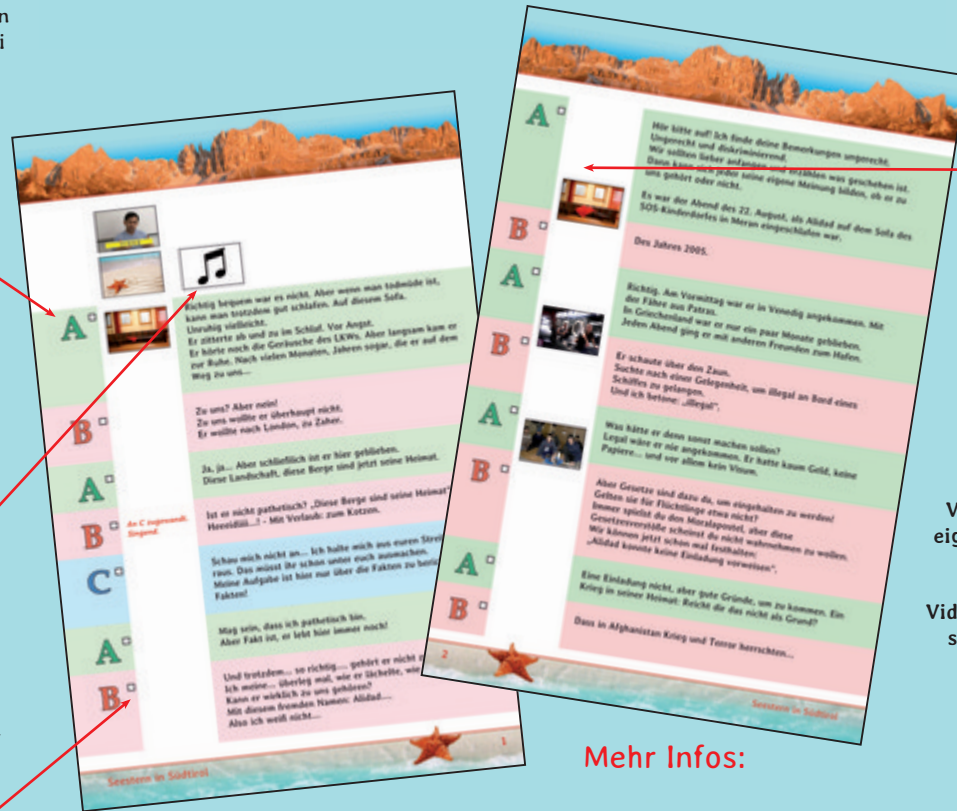 n
i
A
Richtig bequem war es nicht. Aber wenn man todmüde ist,
kann man trotzdem gut schlafen. Auf diesem Sofa.
Unruhig vielleicht.
Er zitterte ab und zu im Schlaf. Vor Angst.
Er hörte noch die Geräusche des LKWs. Aber langsam kam er
zur Ruhe. Nach vielen Monaten, Jahren sogar, die er auf dem
Weg zu uns...
B
Zu uns? Aber nein!
Zu uns wollte er überhaupt nicht.
Er wollte nach London, zu Zaher.
A
Ja, ja... Aber schließlich ist er hier geblieben.
Diese Landschaft, diese Berge sind jetzt seine Heimat.
B
An C zugewandt.
Singend.
Ist er nicht pathetisch? „Diese Berge sind seine Heimat"
- Mit Verlaub: zum Kotzen.
C
Schau mich nicht an... Ich halte mich aus euren Strei
raus. Das müsst ihr schon unter euch ausmachen.
Meine Aufgabe ist hier nur über die Fakten zu beric
Fakten!
A
Mag sein, dass ich pathetisch bin.
Aber Fakt ist, er lebt hier immer noch!
B
Und trotzdem... so richtig.... gehört er nicht z
Ich meine... überleg mal, wie er lächelte, wie
Kann er wirklich zu uns gehören?
Mit diesem fremden Namen: Alidad....
Also ich weiß nicht...
Seestern in Südtirol
1
A
Hör bitte auf! Ich finde deine Bemerkungen ungerecht.
Ungerecht und diskriminierend.
Wir sollten lieber anfangen und erzählen was geschehen ist.
Dann kann sich jeder seine eigene Meinung bilden, ob er zu
uns gehört oder nicht.
Es war der Abend des 22. August, als Alidad auf dem Sofa des
SOS-Kinderdorfes in Meran eingeschlafen war.
B
Des Jahres 2005.
A
Richtig. Am Vormittag war er in Venedig angekommen. Mit
der Fähre aus Patras.
In Griechenland war er nur ein paar Monate geblieben.
Jeden Abend ging er mit anderen Freunden zum Hafen.
B
Er schaute über den Zaun.
Suchte nach einer Gelegenheit, um illegal an Bord eines
Schiffes zu gelangen.
Und ich betone: „illegal".
A
Was hätte er denn sonst machen sollen?
Legal wäre er nie angekommen. Er hatte kaum Geld, keine
Papiere... und vor allem kein Visum.
B
Aber Gesetze sind dazu da, um eingehalten zu werden!
Gelten sie für Flüchtlinge etwa nicht?
Immer spielst du den Moralapostel, aber diese
Gesetzesverstöße scheinst du nicht wahrnehmen zu wollen.
Wir können jetzt schon mal festhalten:
„Alidad konnte keine Einladung vorweisen".
A
Eine Einladung nicht, aber gute Gründe, um zu kommen. Ein
Krieg in seiner Heimat: Reicht dir das nicht als Grund?
B
Dass in Afghanistan Krieg und Terror herrschten...
2
Seestern in Südtirol
V
eig
Vid
s
Mehr Infos: